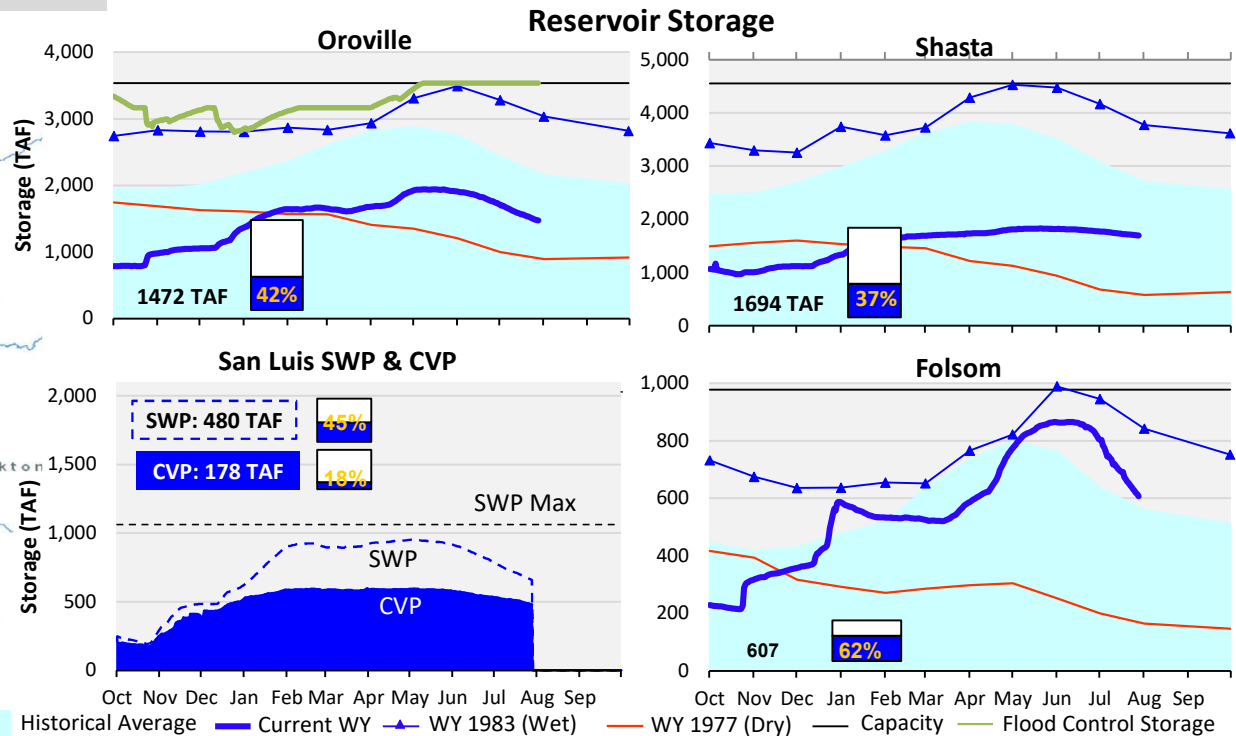 Reservoir Storage
Oroville
4,000
3,000
2,000
1,000
0
Storage (TAF)
1472 TAF
42%
Shasta
5,000
4,000
3,000
2,000
1,000
0
1694 TAF
37%
San Luis SWP & CVP
2,000
1,500
1,000
500
0
Storage (TAF)
SWP: 480 TAF
45%
CVP: 178 TAF
18%
SWP Max
SWP
CVP
Oct Nov Dec Jan Feb Mar Apr May Jun Jul Aug Sep
Folsom
1,000
800
600
400
200
0
607
62%
Oct Nov Dec Jan Feb Mar Apr May Jun Jul Aug Sep
Historical Average Current WY WY 1983 (Wet) WY 1977 (Dry) Capacity Flood Control Storage
kton